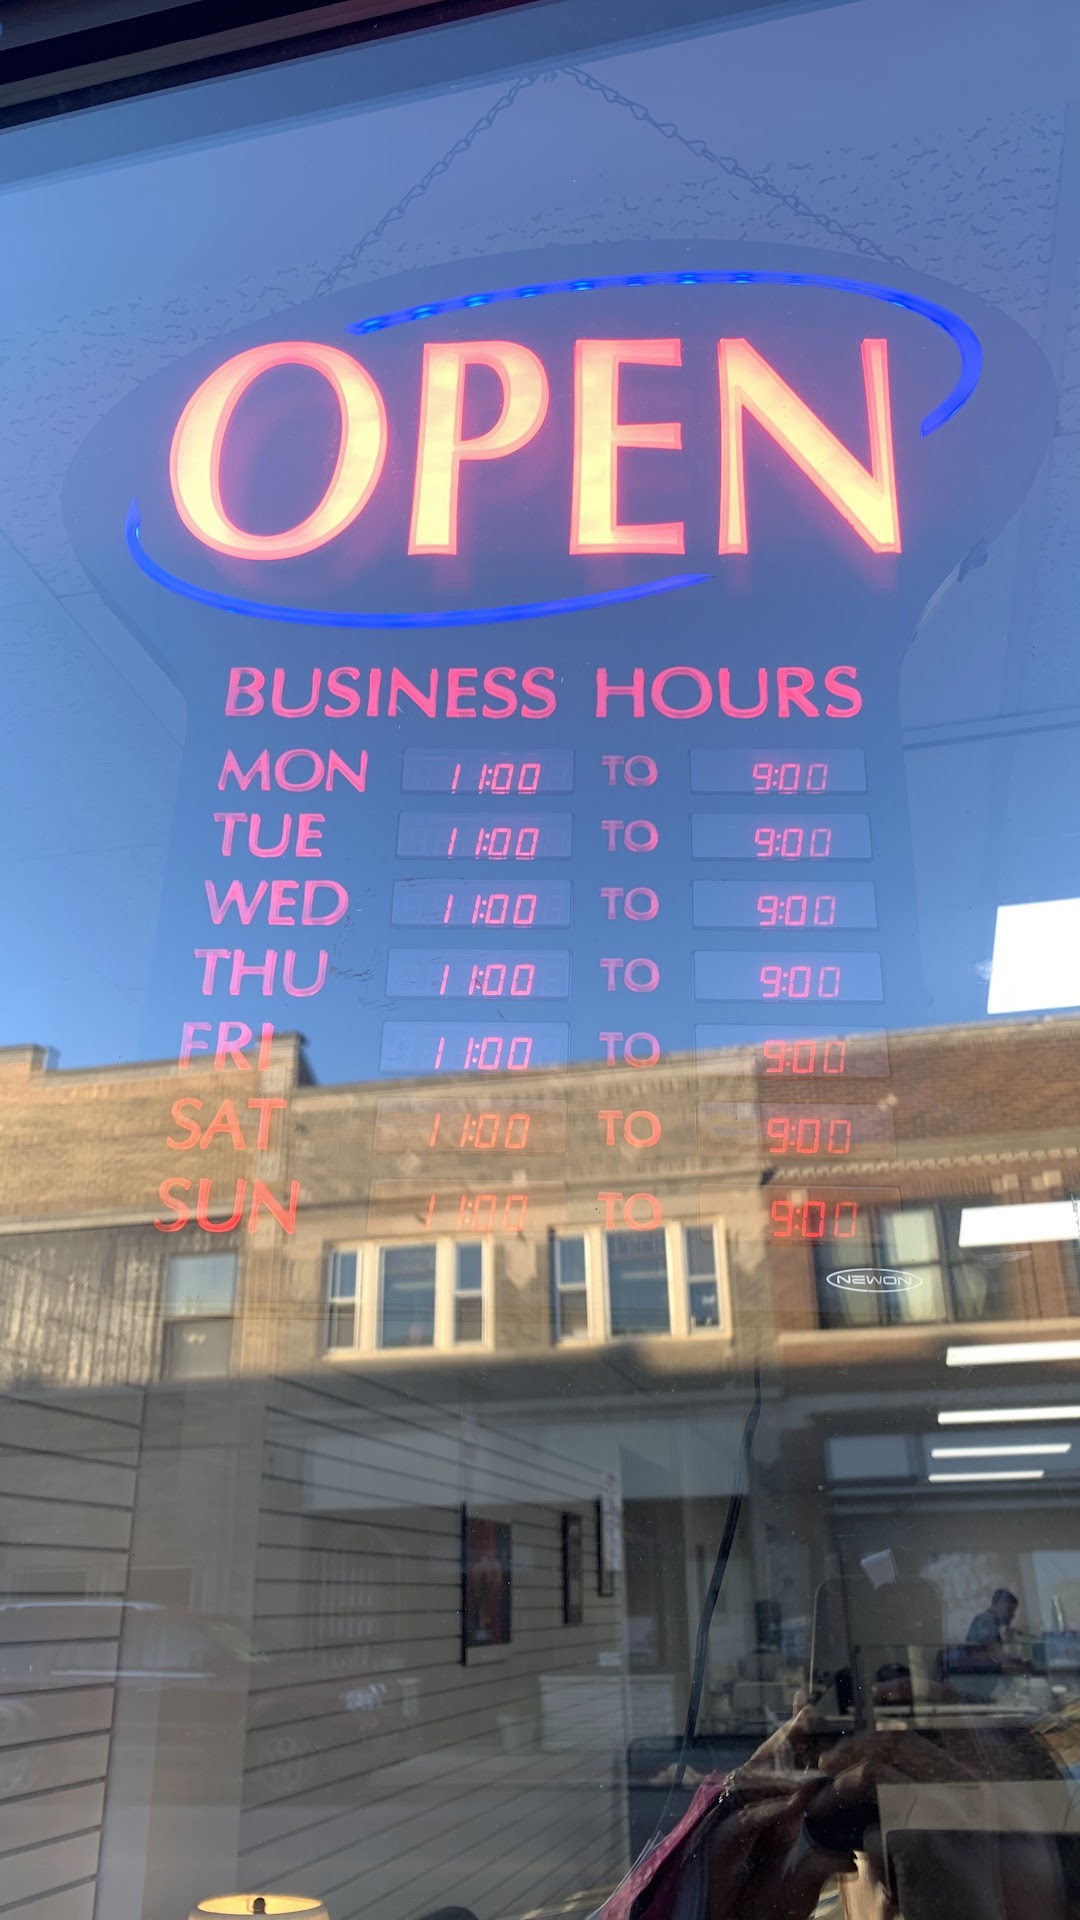 OPEN
BUSINESS HOURS
MON 11:00 TO 9:00
TUE 11:00 TO 9:00
WED 11:00 TO 9:00
THU 11:00 TO 9:00
FRI 11:00 TO 9:00
SAT 11:00 TO 9:00
SUN 11:00 TO 9:00
NEWON